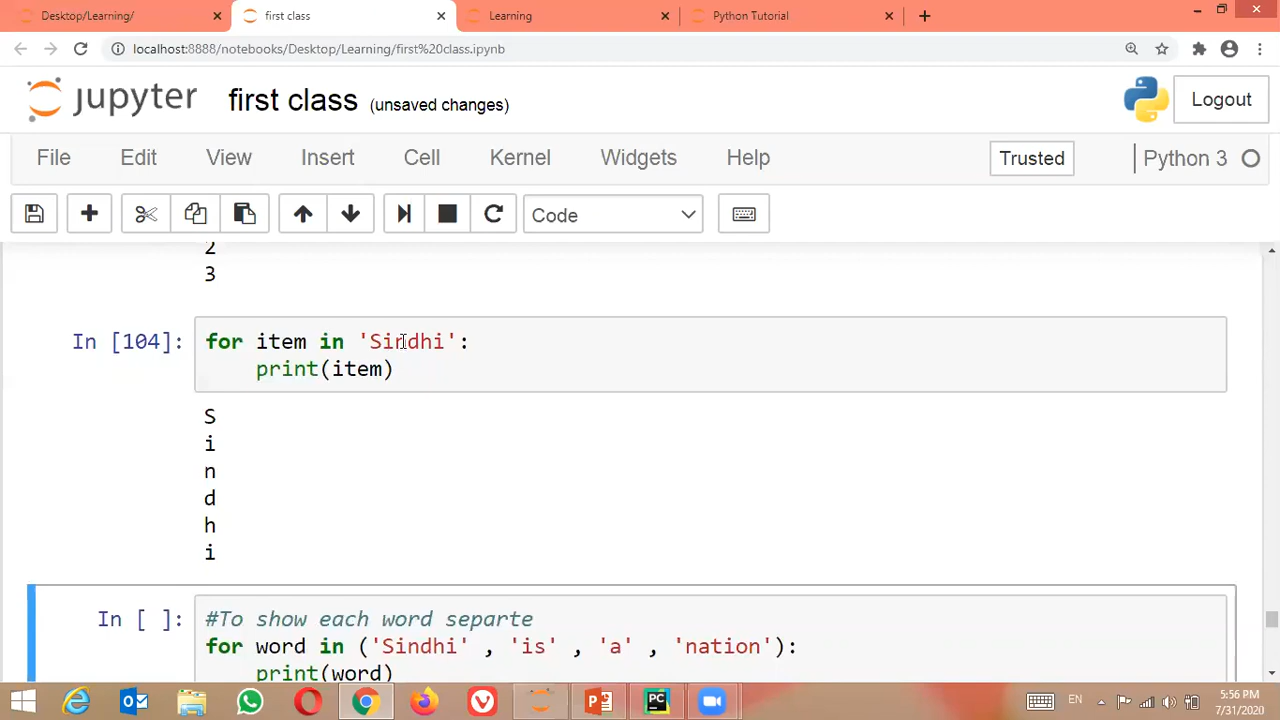 Desktop/Learning/ × first class × Learning × Python Tutorial ×
localhost:8888/notebooks/Desktop/Learning/first%20class.ipynb
jupyter first class (unsaved changes) Logout
File Edit View Insert Cell Kernel Widgets Help Trusted Python 3
Code
2
3
In [104]: for item in 'Sindhi':
print(item)
S
i
n
d
h
i
In [ ]: #To show each word separte
for word in ('Sindhi' , 'is' , 'a' , 'nation'):
print(word)
EN 5:56 PM
7/31/2020